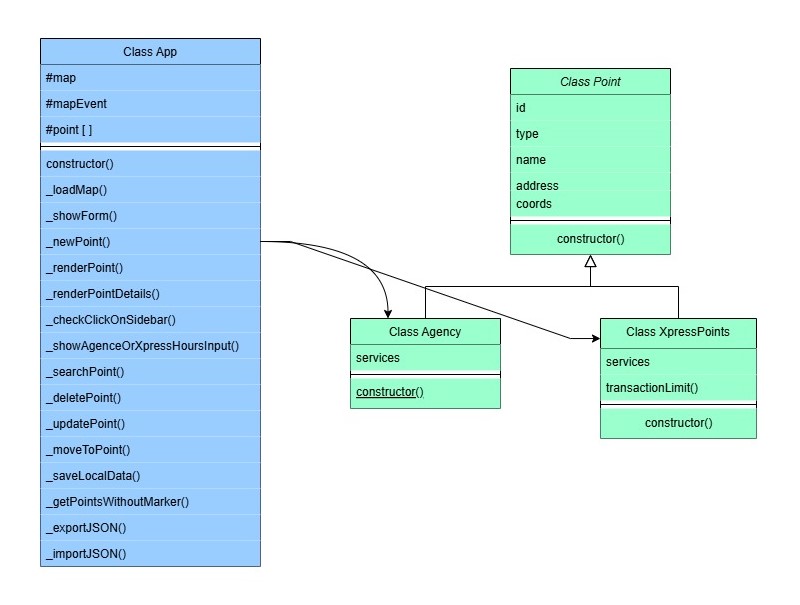 Class App
#map
#mapEvent
#point [ ]
constructor()
_loadMap()
_showForm()
_newPoint()
_renderPoint()
_renderPointDetails()
_checkClickOnSidebar()
_showAgenceOrXpressHoursInput()
_searchPoint()
_deletePoint()
_updatePoint()
_moveToPoint()
_saveLocalData()
_getPointsWithoutMarker()
_exportJSON()
_importJSON()
Class Point
id
type
name
address
coords
constructor()
Class Agency
services
constructor()
Class XpressPoints
services
transactionLimit()
constructor()